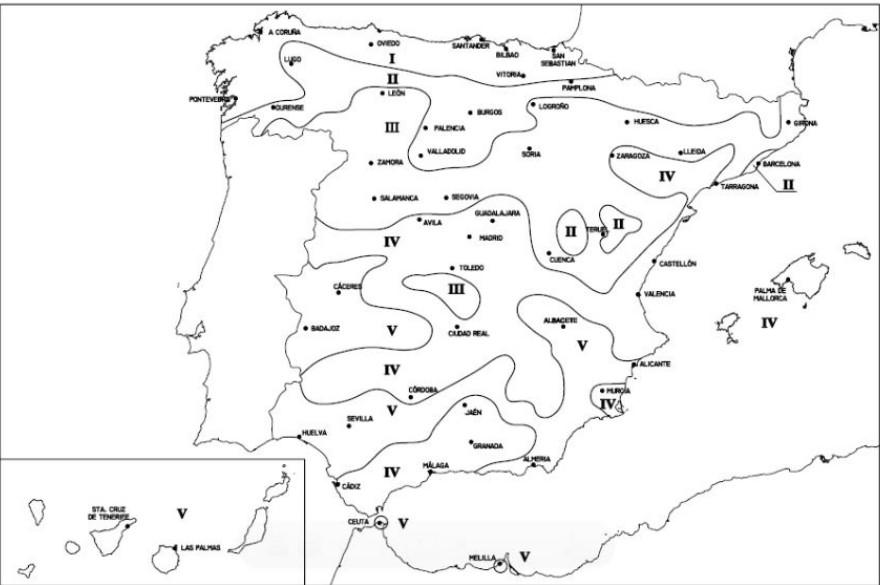 A CORUÑA
OVIEDO
SANTANDER
BILBAO
SAN
SEBASTIAN
LUGO
I
VITORIA
II
PAMPLONA
PONTEVEDRA
OURENSE
LEÓN
BURGOS
LOGROÑO
III
PALENCIA
HUESCA
GIRONA
ZAMORA
VALLADOLID
SORIA
ZARAGOZA
LLEIDA
BARCELONA
IV
TARRAGONA
II
SALAMANCA
SEGOVIA
AVILA
GUADALAJARA
IV
MADRID
II
TERUEL
II
CUENCA
CASTELLÓN
TOLEDO
CÁCERES
III
VALENCIA
PALMA DE
MALLORCA
IV
BADAJOZ
V
CIUDAD REAL
ALBACETE
V
IV
ALICANTE
CÓRDOBA
MURCIA
IV
V
JAÉN
SEVILLA
HUELVA
GRANADA
IV
MÁLAGA
ALMERIA
CÁDIZ
STA. CRUZ
DE TENERIFE
V
LAS PALMAS
CEUTA
V
MELILLA
V